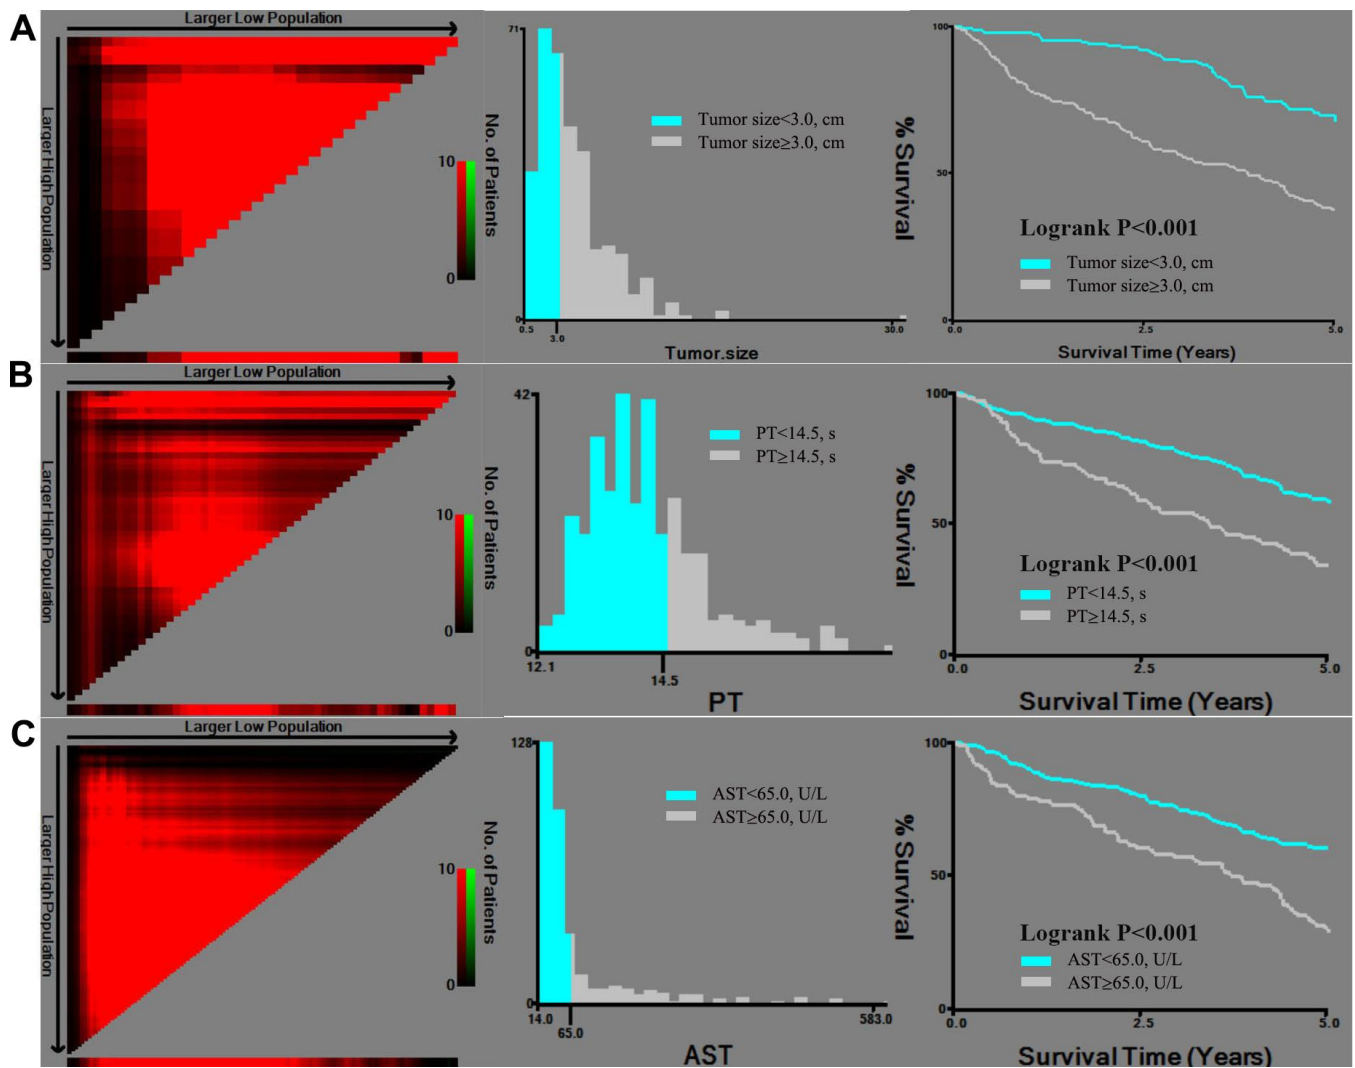 A
Larger Low Population
Larger High Population
10
0
No. of Patients
71
0
Tumor size<3.0, cm
Tumor size≥3.0, cm
0.5
3.0
30.0
Tumor.size
% Survival
100
50
0
Logrank P<0.001
Tumor size<3.0, cm
Tumor size≥3.0, cm
0.0
2.5
5.0
Survival Time (Years)
B
Larger Low Population
Larger High Population
10
0
No. of Patients
42
0
PT<14.5, s
PT≥14.5, s
12.1
14.5
PT
% Survival
100
50
0
Logrank P<0.001
PT<14.5, s
PT≥14.5, s
0.0
2.5
5.0
Survival Time (Years)
C
Larger Low Population
Larger High Population
10
0
No. of Patients
128
0
AST<65.0, U/L
AST≥65.0, U/L
14.0
65.0
583.0
AST
% Survival
100
50
0
Logrank P<0.001
AST<65.0, U/L
AST≥65.0, U/L
0.0
2.5
5.0
Survival Time (Years)